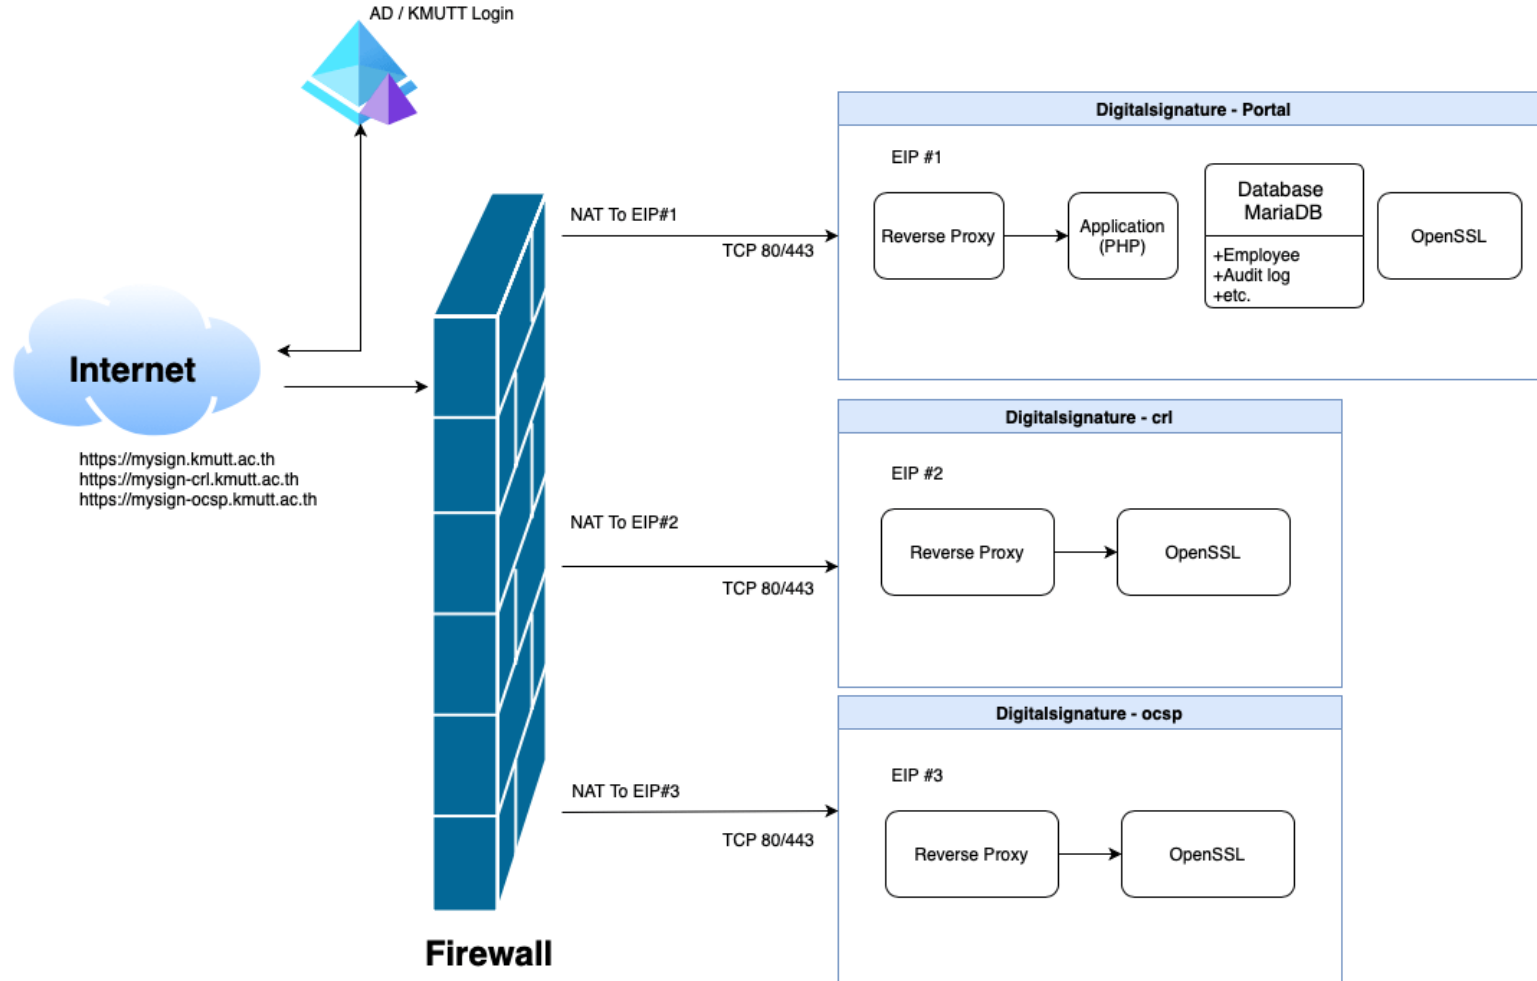 AD / KMUTT Login
Internet
https://mysign.kmutt.ac.th
https://mysign-crl.kmutt.ac.th
https://mysign-ocsp.kmutt.ac.th
Firewall
NAT To EIP#1
TCP 80/443
Digitalsignature - Portal
EIP #1
Reverse Proxy
Application
(PHP)
Database
MariaDB
+Employee
+Audit log
+etc.
OpenSSL
NAT To EIP#2
TCP 80/443
Digitalsignature - crl
EIP #2
Reverse Proxy
OpenSSL
NAT To EIP#3
TCP 80/443
Digitalsignature - ocsp
EIP #3
Reverse Proxy
OpenSSL